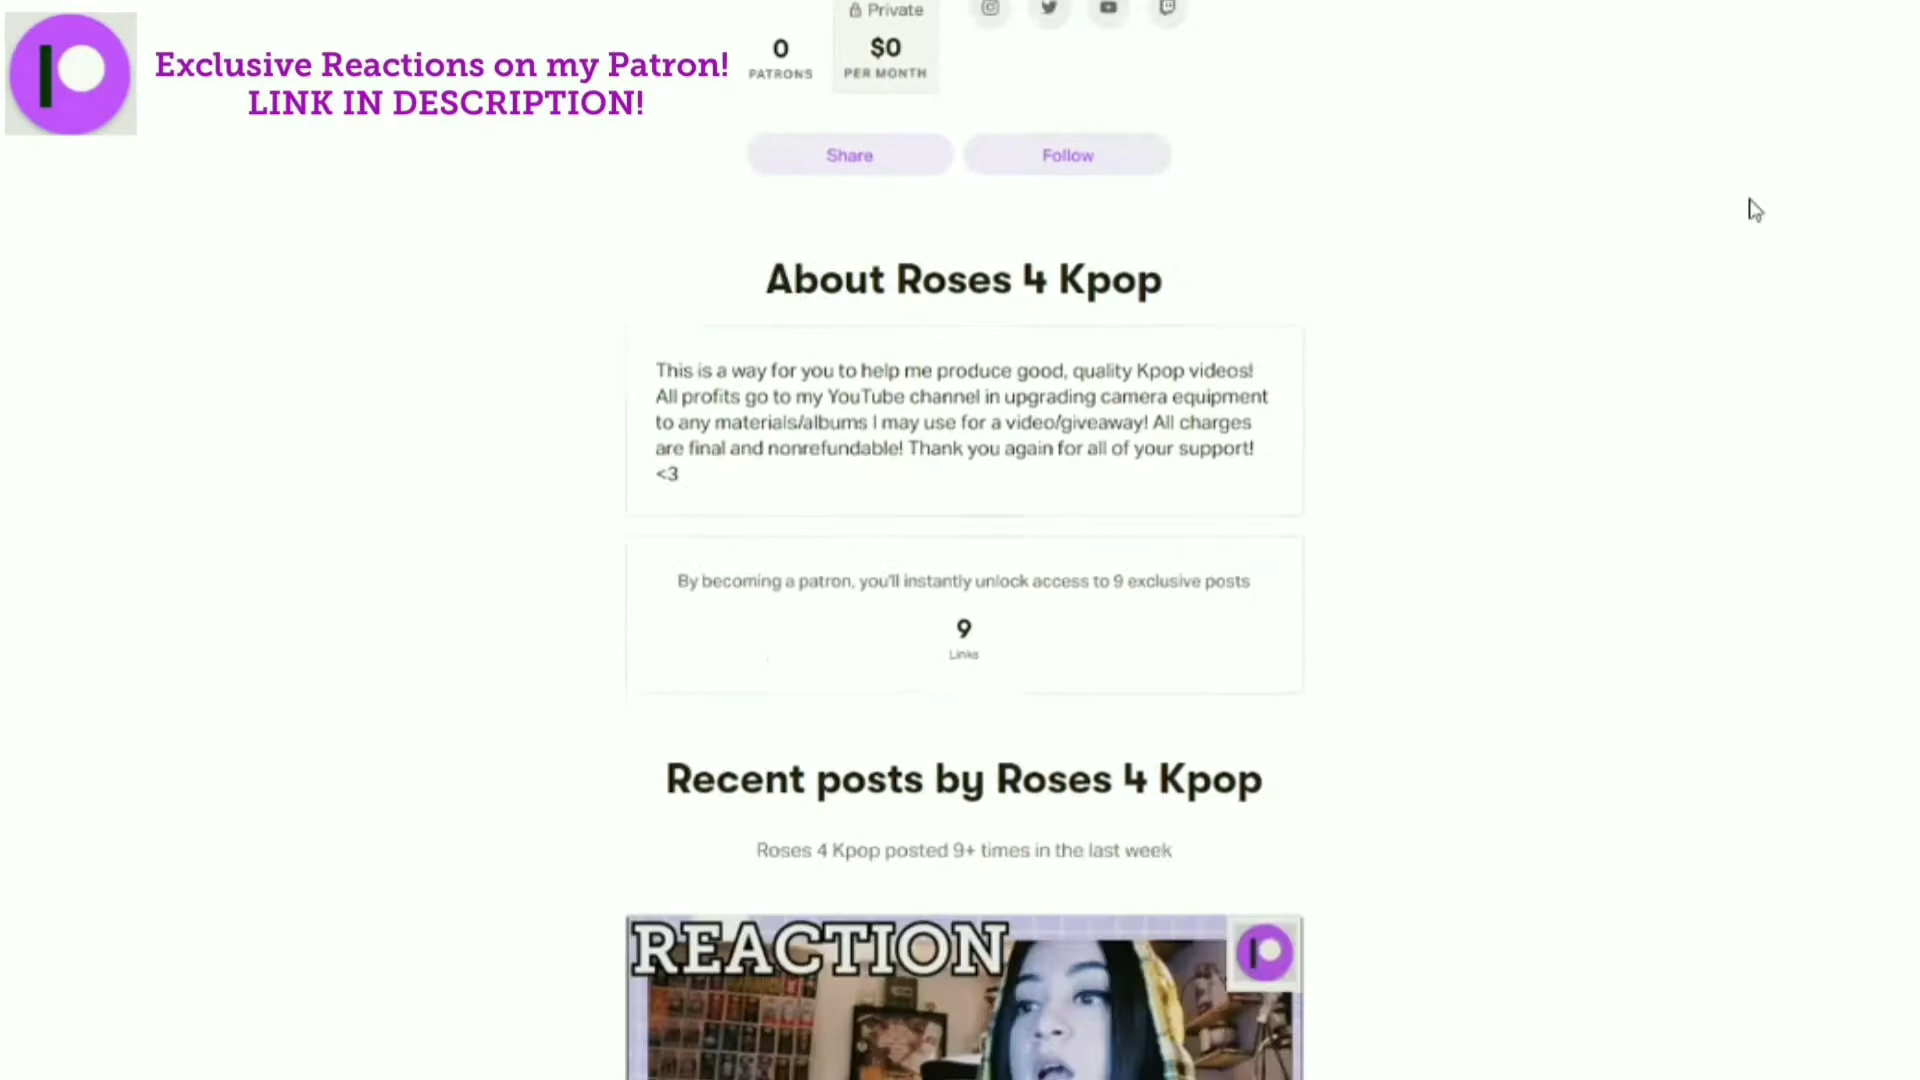 Private
0
$0
PATRONS
PER MONTH
Exclusive Reactions on my Patron!
LINK IN DESCRIPTION!
Share
Follow
About Roses 4 Kpop
This is a way for you to help me produce good, quality Kpop videos!
All profits go to my YouTube channel in upgrading camera equipment
to any materials/albums I may use for a video/giveaway! All charges
are final and nonrefundable! Thank you again for all of your support!
<3
By becoming a patron, you'll instantly unlock access to 9 exclusive posts
9
Links
Recent posts by Roses 4 Kpop
Roses 4 Kpop posted 9+ times in the last week
REACTION